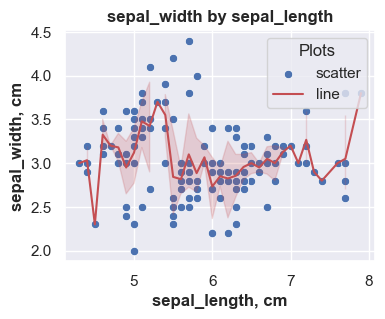 sepal_width by sepal_length
Plots
scatter
line
sepal_width, cm
4.5
4.0
3.5
3.0
2.5
2.0
5
6
7
8
sepal_length, cm